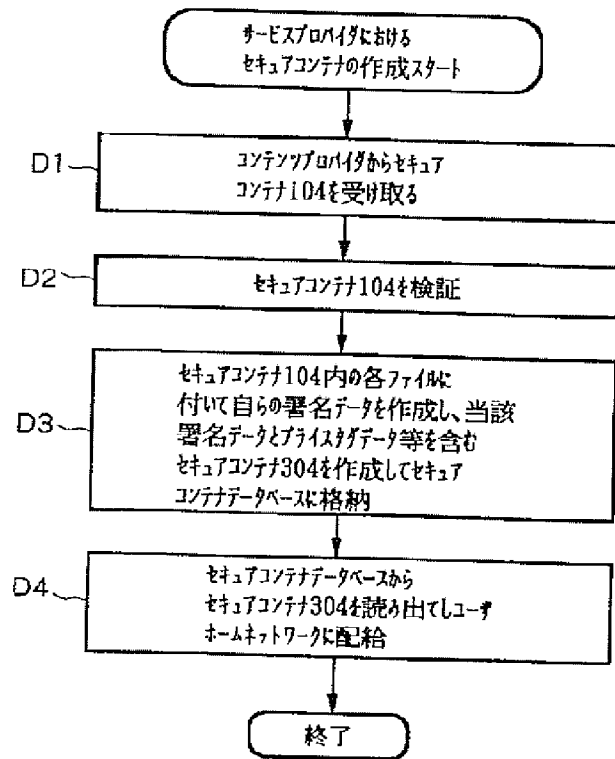 サービスプロバイダにおける
セキュアコンテナの作成スタート
D1
コンテンツプロバイダからセキュア
コンテナ104を受け取る
D2
セキュアコンテナ104を検証
D3
セキュアコンテナ104内の各ファイルに
付いて自らの署名データを作成し、当該
署名データとプライスタグデータ等を含む
セキュアコンテナ304を作成してセキュア
コンテナデータベースに格納
D4
セキュアコンテナデータベースから
セキュアコンテナ304を読み出てしユーザ
ホームネットワークに配給
終了